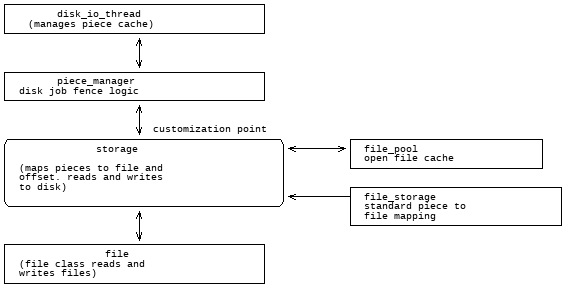 disk_io_thread
(manages piece cache)
piece_manager
disk job fence logic
customization point
storage
(maps pieces to file and
offset. reads and writes
to disk)
file_pool
open file cache
file_storage
standard piece to
file mapping
file
(file class reads and
writes files)